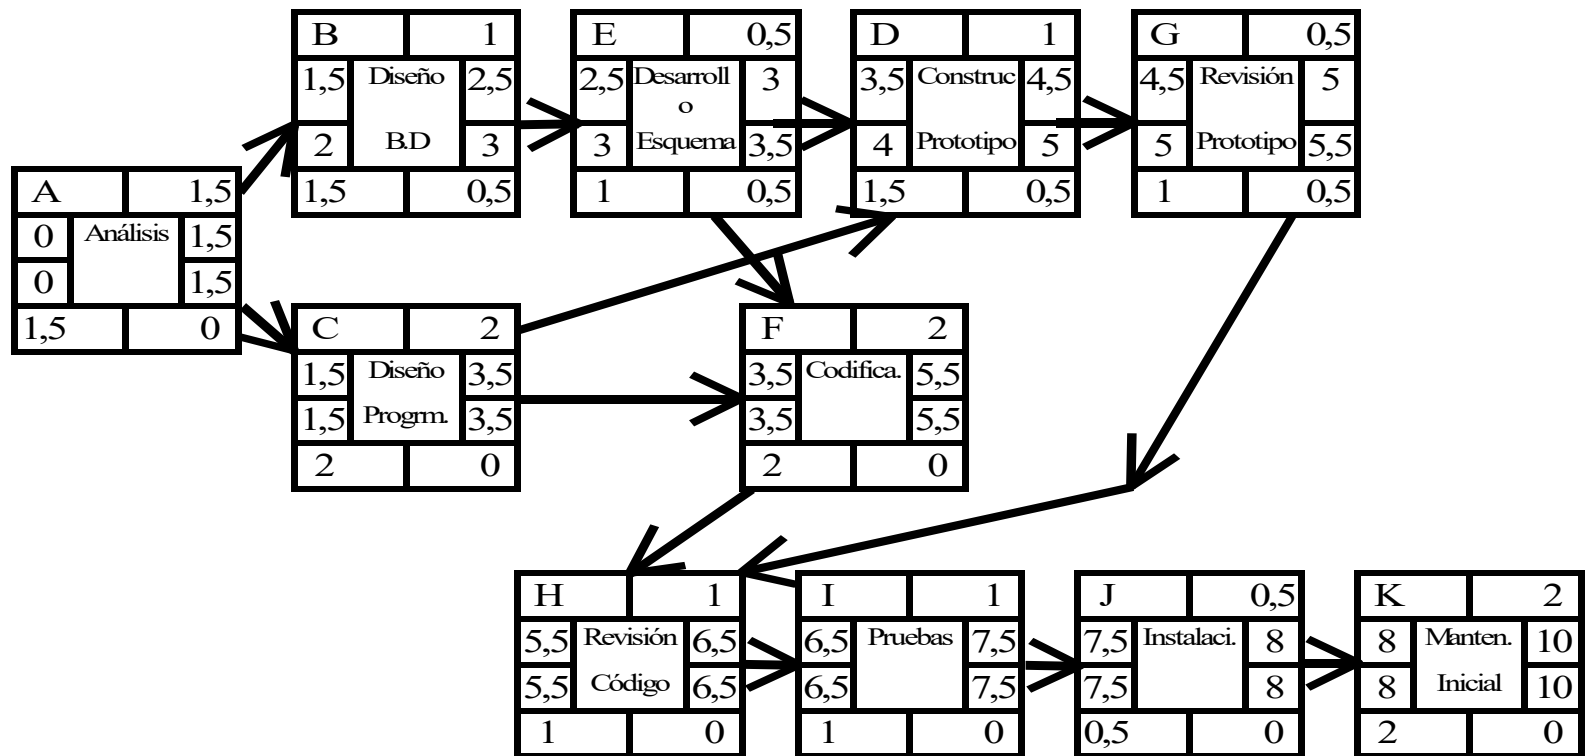 B 1
1,5 Diseño 2,5
2 B.D 3
1,5 0,5
E 0,5
2,5 Desarroll 3
o
3 Esquema 3,5
1 0,5
D 1
3,5 Construc 4,5
4 Prototipo 5
1,5 0,5
G 0,5
4,5 Revisión 5
5 Prototipo 5,5
1 0,5
A 1,5
0 Análisis 1,5
0 1,5
1,5 0
C 2
1,5 Diseño 3,5
1,5 Progrm. 3,5
2 0
F 2
3,5 Codifica. 5,5
3,5 5,5
2 0
H 1
5,5 Revisión 6,5
5,5 Código 6,5
1 0
I 1
6,5 Pruebas 7,5
6,5 7,5
1 0
J 0,5
7,5 Instalaci. 8
7,5 8
0,5 0
K 2
8 Manten. 10
8 Inicial 10
2 0